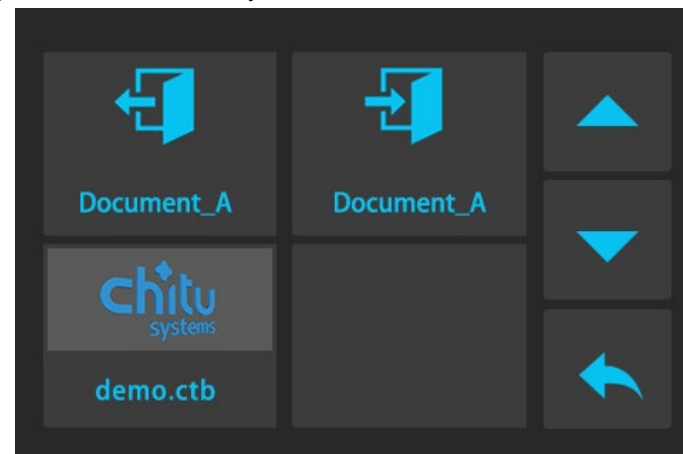 Document_A
Document_A
chitu
systems
demo.ctb